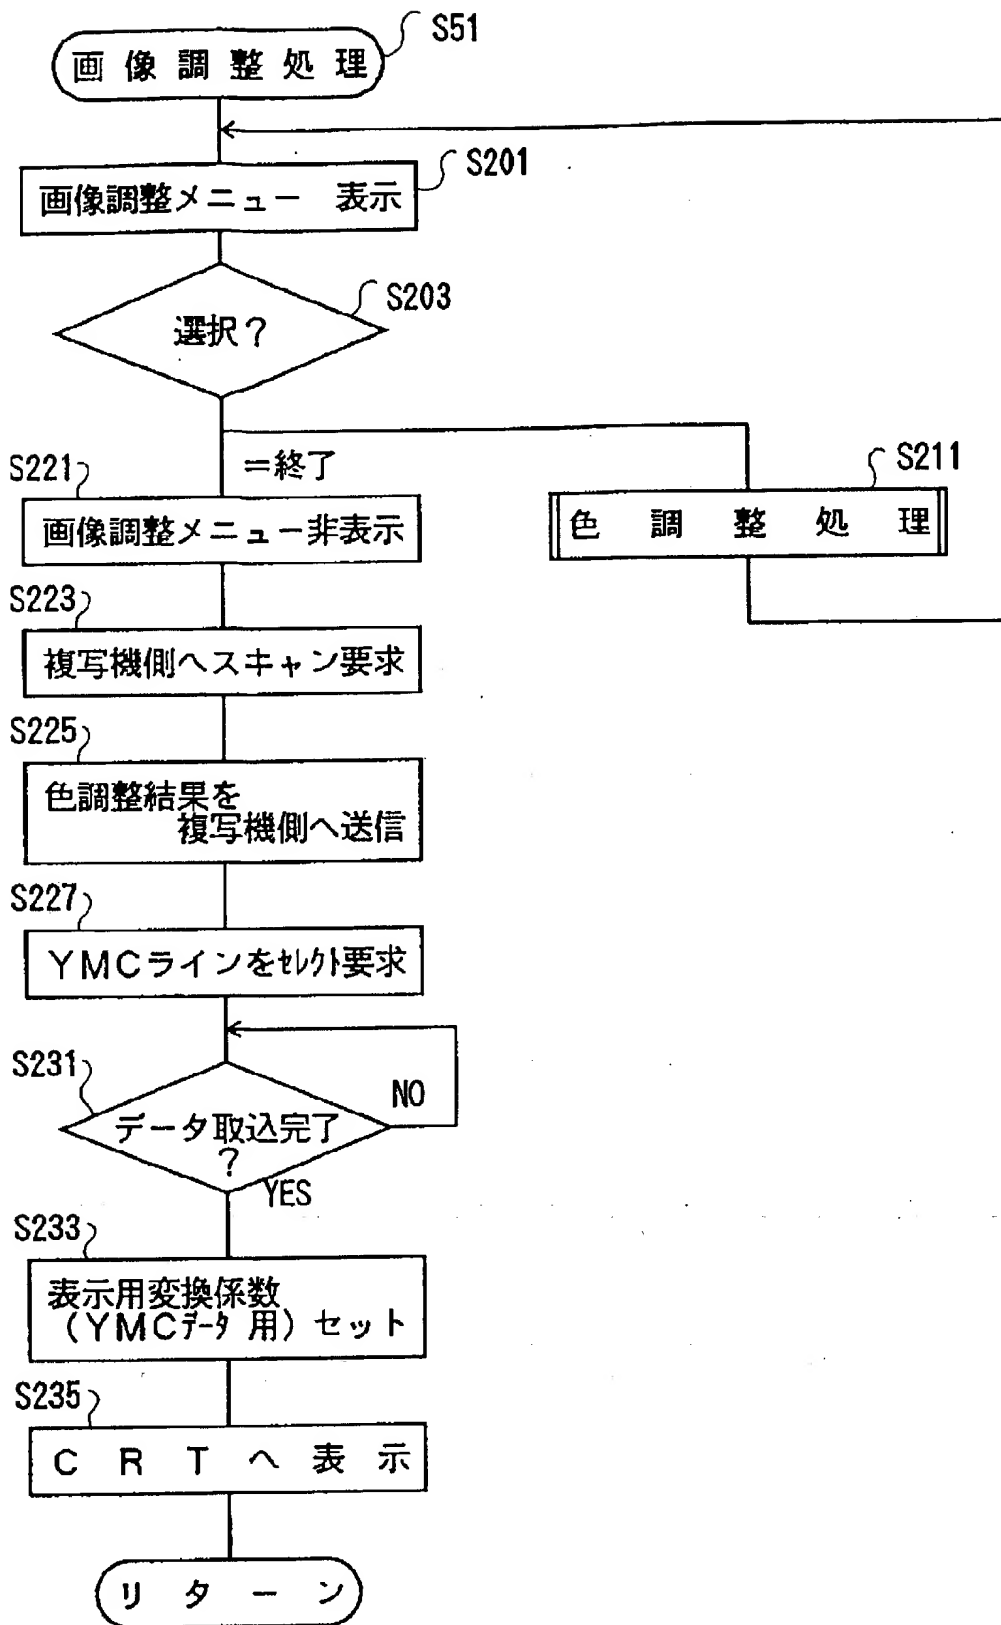 S51
画像調整処理
S201
画像調整メニュー 表示
S203
選択?
=終了
S211
色調整処理
S221
画像調整メニュー非表示
S223
複写機側へスキャン要求
S225
色調整結果を
複写機側へ送信
S227
YMCラインをセレクト要求
S231
データ取込完了
?
NO
YES
S233
表示用変換係数
(YMCデータ 用) セット
S235
CRTへ表示
リターン